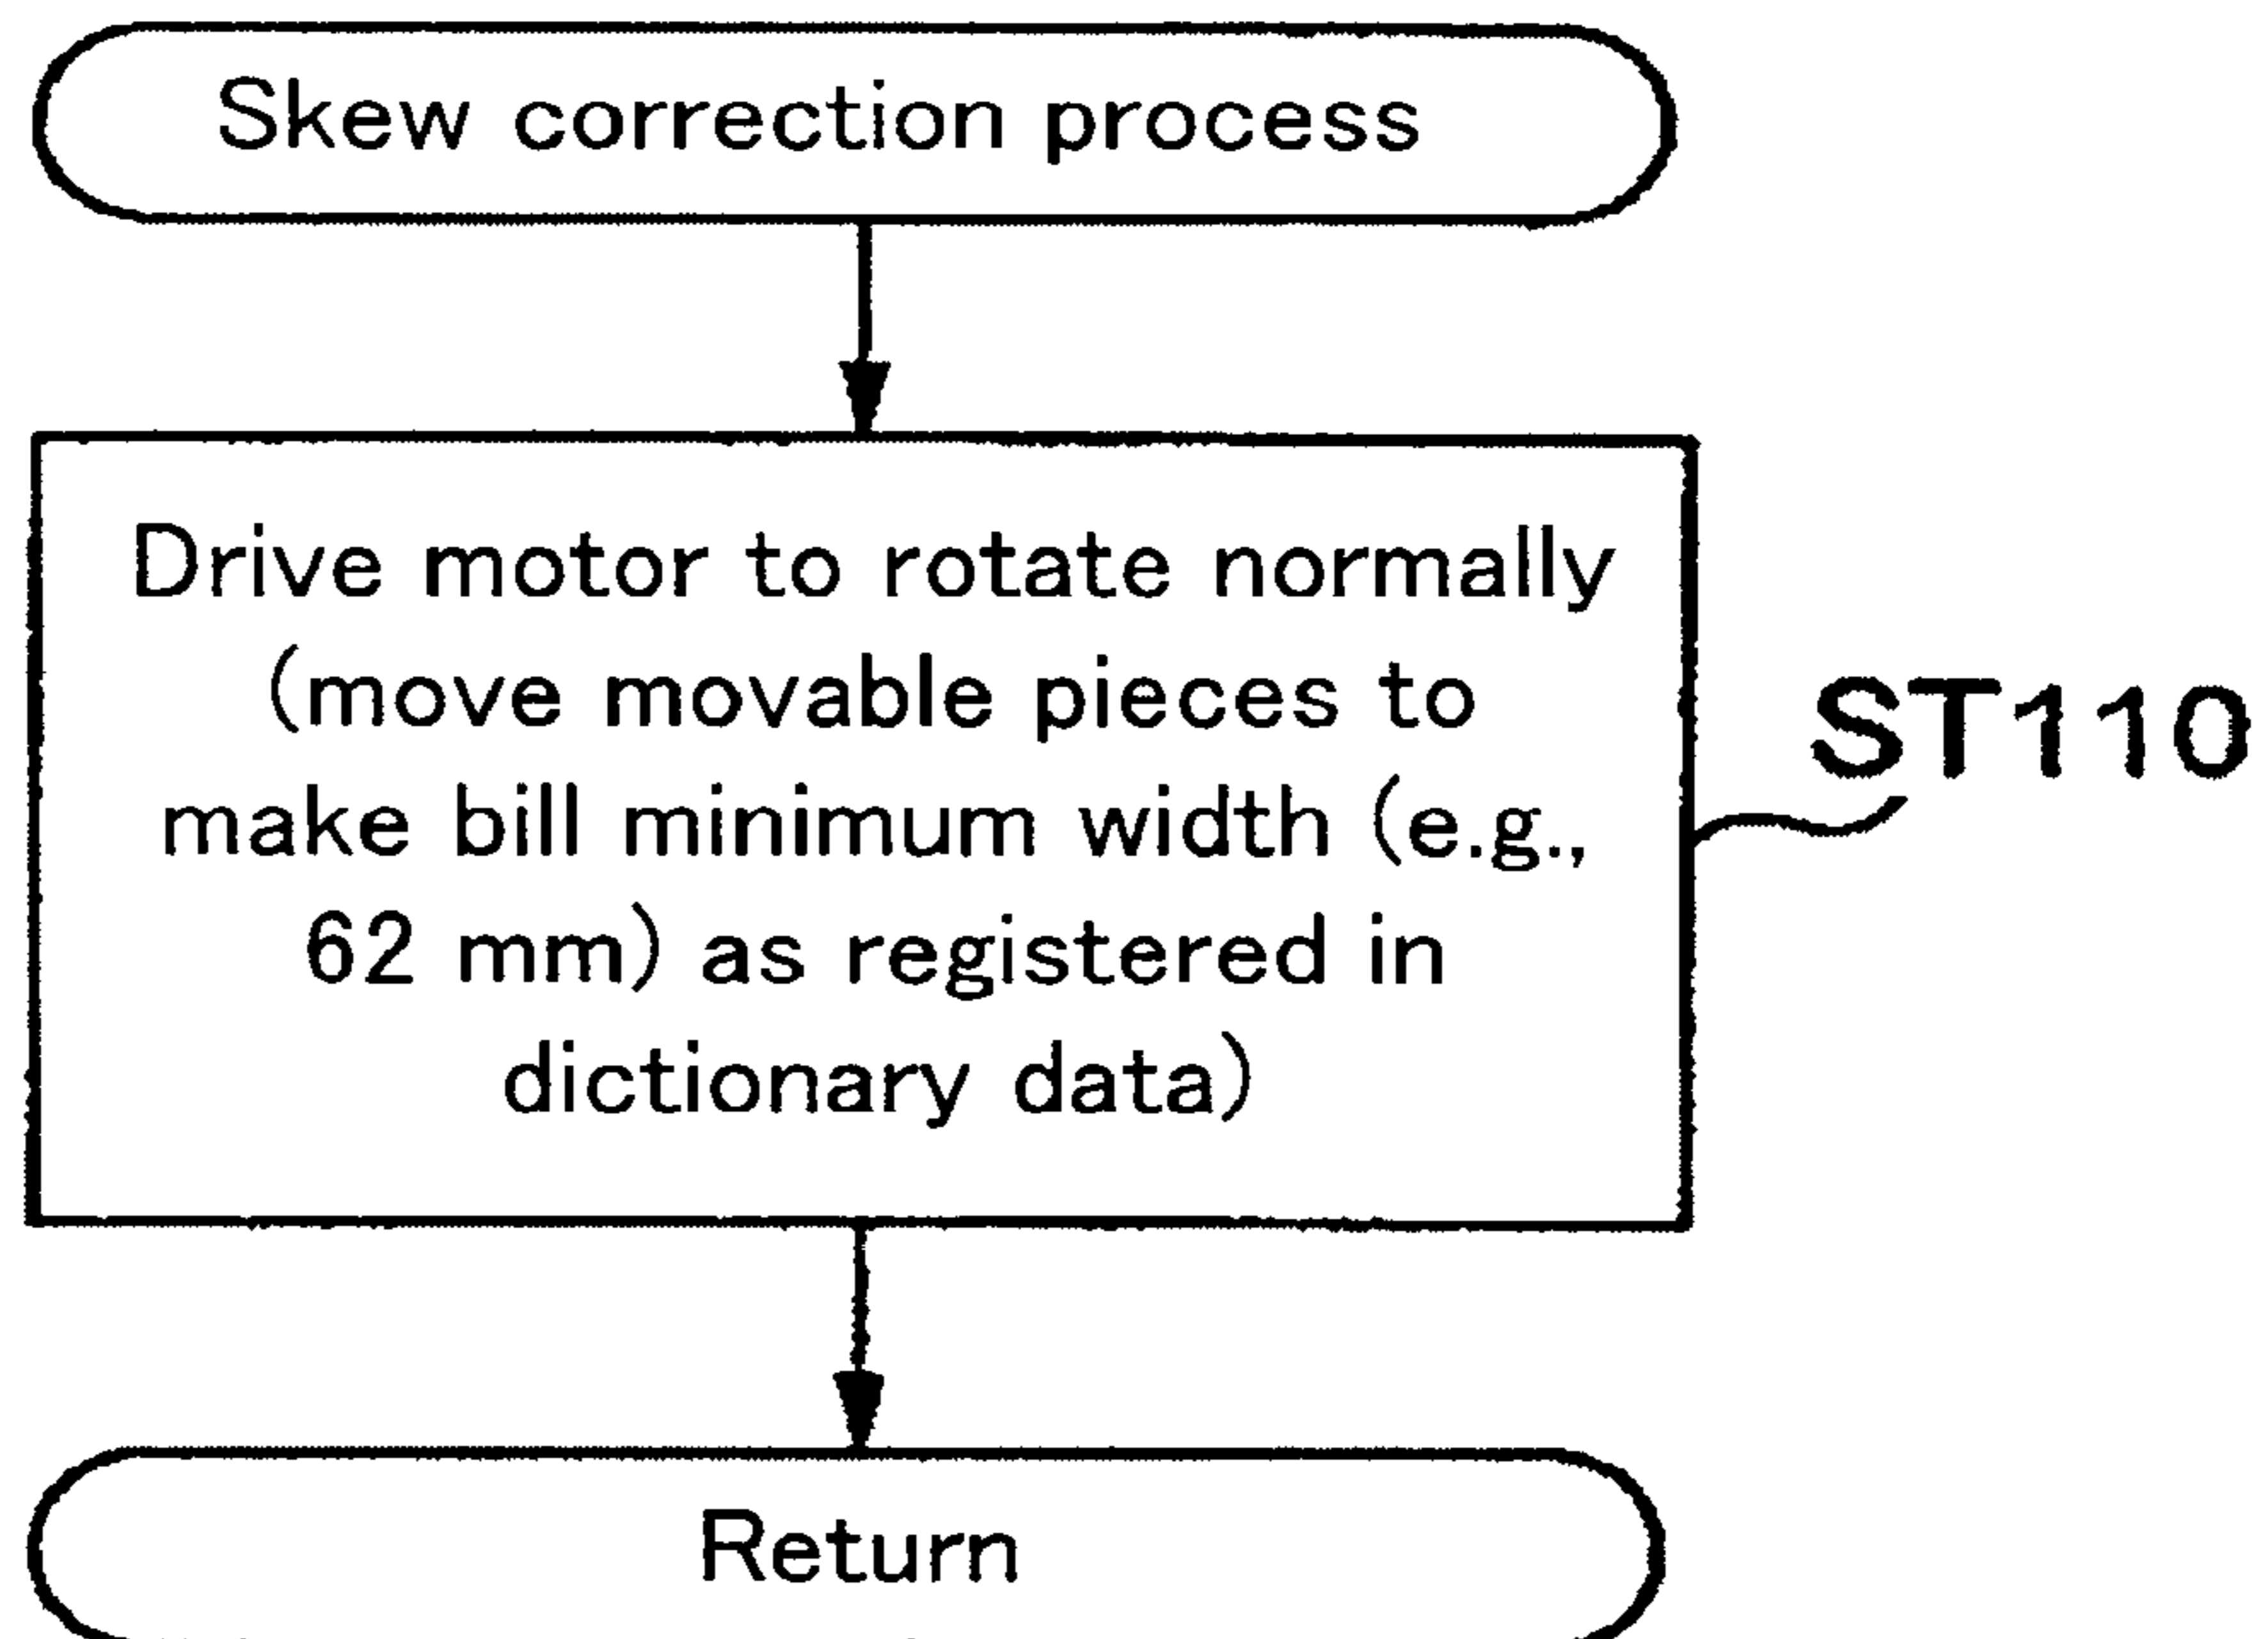 Skew correction process
Drive motor to rotate normally
(move movable pieces to
make bill minimum width (e.g.,
62 mm) as registered in
dictionary data)
ST110
Return